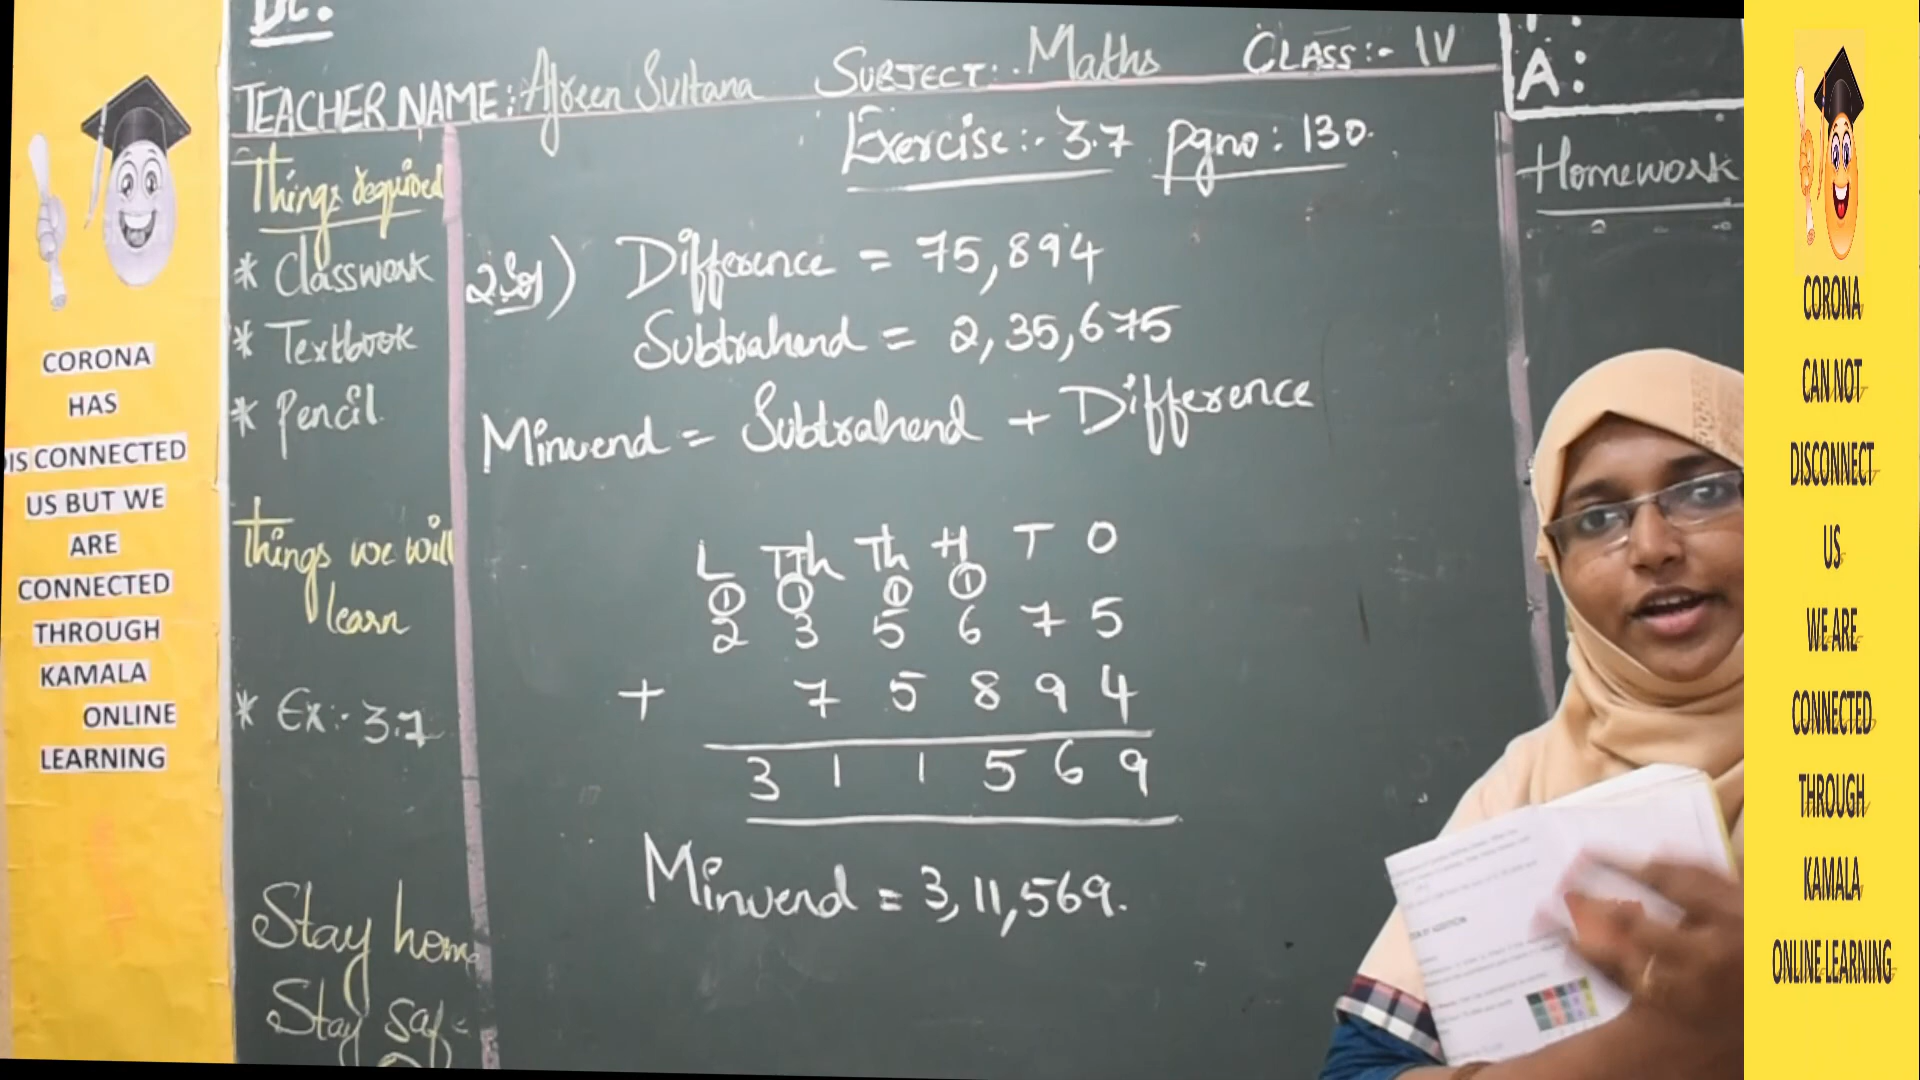 CORONA
HAS
DIS CONNECTED
US BUT WE
ARE
CONNECTED
THROUGH
KAMALA
ONLINE
LEARNING
TEACHER NAME: Afreen Sultana SUBJECT:. Maths CLASS:- IV
Things required
* Classwork
* Textbook
* Pencil.
Things we will
learn
* Ex:- 3.7
Stay home
Stay safe
Exercise:- 3.7 pgno: 130.
2 Sol) Difference = 75,894
Subtrahend = 2,35,675
Minuend = Subtrahend + Difference
L TTh Th H T O
1 1 1 1
2 3 5 6 7 5
+ 7 5 8 9 4
3 1 1 5 6 9
Minuend = 3,11,569.
A:
Homework
CORONA
CAN NOT
DISCONNECT
US
WE ARE
CONNECTED
THROUGH
KAMALA
ONLINE LEARNING